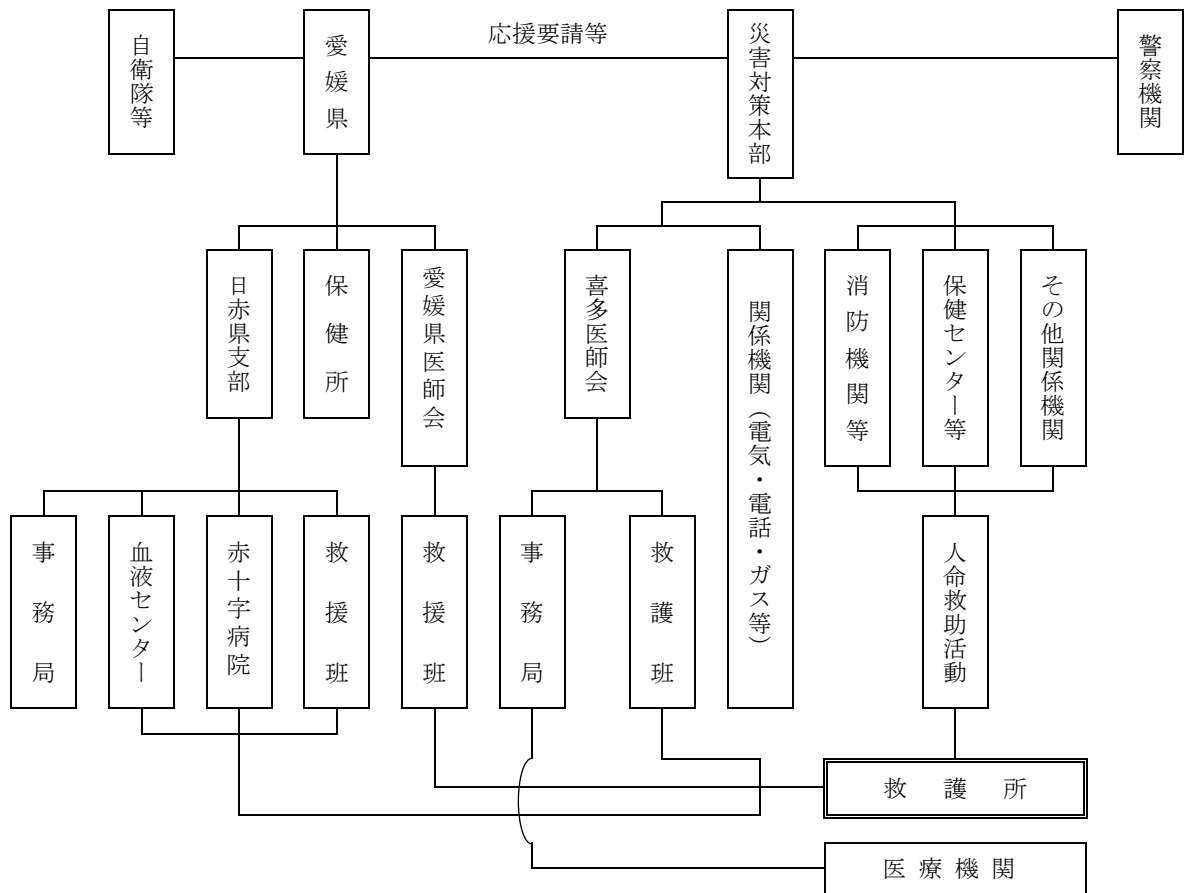 自衛隊等
愛媛県
応援要請等
災害対策本部
警察機関
日赤県支部
保健所
愛媛県医師会
喜多医師会
関係機関（電気・電話・ガス等）
消防機関等
保健センター等
その他関係機関
事務局
血液センター
赤十字病院
救援班
救援班
事務局
救護班
人命救助活動
救護所
医療機関